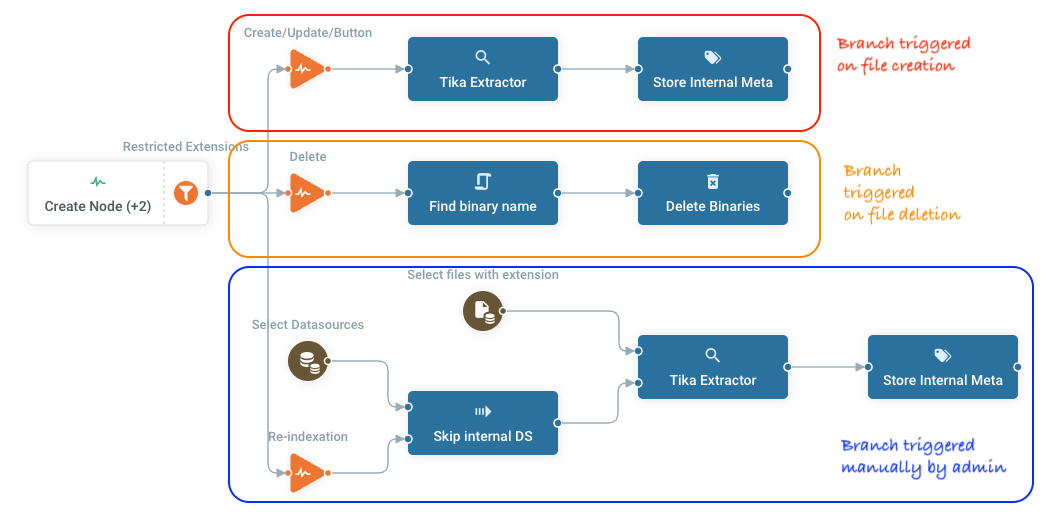 Create/Update/Button
Tika Extractor
Store Internal Meta
Branch triggered
on file creation
Restricted Extensions
Create Node (+2)
Delete
Find binary name
Delete Binaries
Branch
triggered
on file deletion
Select files with extension
Select Datasources
Tika Extractor
Store Internal Meta
Re-indexation
Skip internal DS
Branch triggered
manually by admin